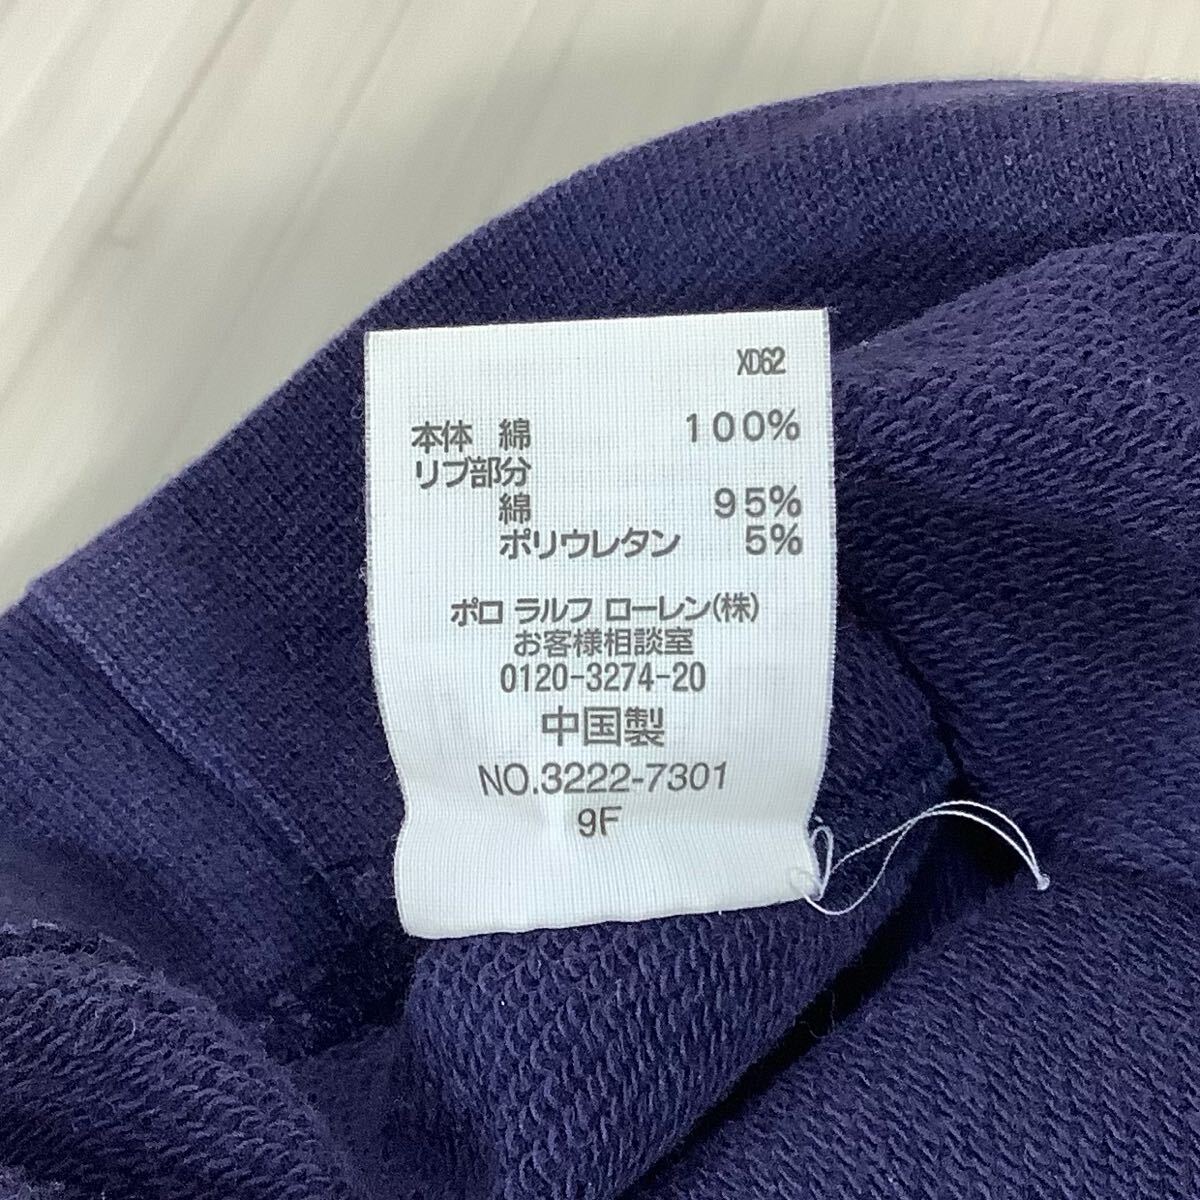 XD62
本体 綿 100%
リブ部分
綿 95%
ポリウレタン 5%
ポロ ラルフ ローレン(株)
お客様相談室
0120-3274-20
中国製
NO.3222-7301
9F